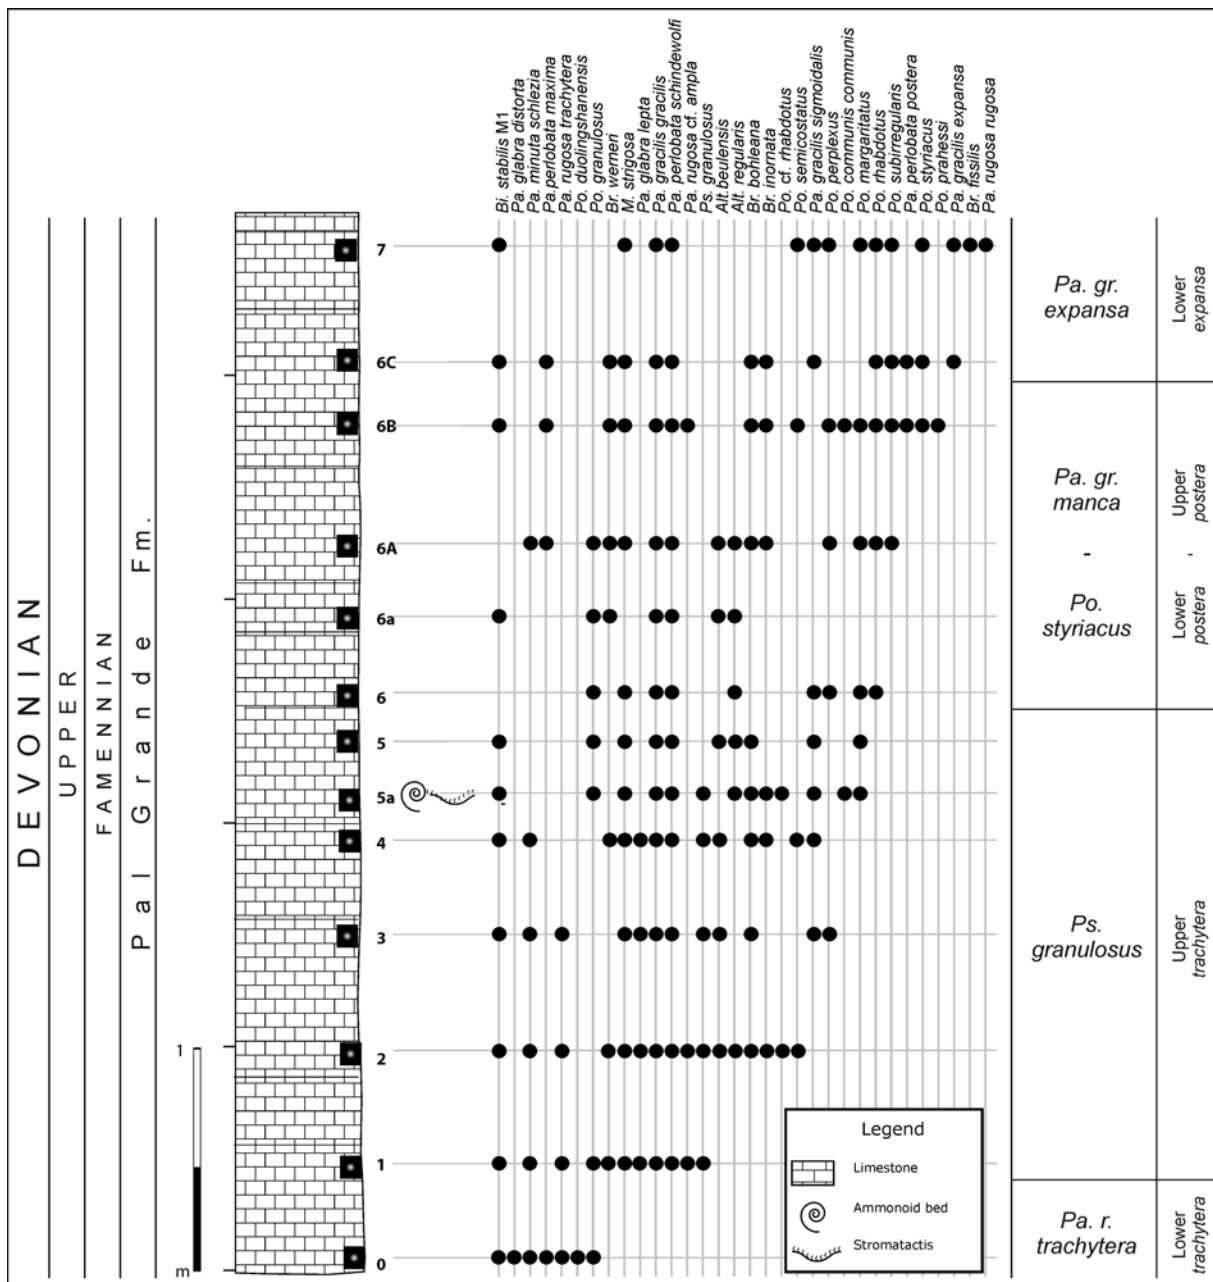 Bi. stabilis M1
Pa. glabra distorta
Pa. minuta schlezia
Pa.perlobata maxima
Pa. rugosa trachytera
Po. duolingshanensis
Po. granulosus
Br. werneri
M. strigosa
Pa. glabra lepta
Pa. gracilis gracilis
Pa. perlobata schindewolfi
Pa. rugosa cf. ampla
Ps. granulosus
Alt.beulensis
Alt. regularis
Br. bohleana
Br. inornata
Po. cf. rhabdotus
Po. semicostatus
Pa. gracilis sigmoidalis
Po. perplexus
Po. communis communis
Po. margaritatus
Po. rhabdotus
Po. subirregularis
Pa. perlobata postera
Po. styriacus
Po. prahessi
Pa. gracilis expansa
Br. fissilis
Pa. rugosa rugosa
DEVONIAN
UPPER
FAMENNIAN
Pal Grande Fm.
7
6C
6B
6A
6a
6
5
5a
4
3
2
1
0
1
m
Pa. gr.
expansa
Lower
expansa
Pa. gr.
manca
-
Po.
styriacus
Upper
postera
-
Lower
postera
Ps.
granulosus
Upper
trachytera
Pa. r.
trachytera
Lower
trachytera
Legend
Limestone
Ammonoid bed
Stromatactis